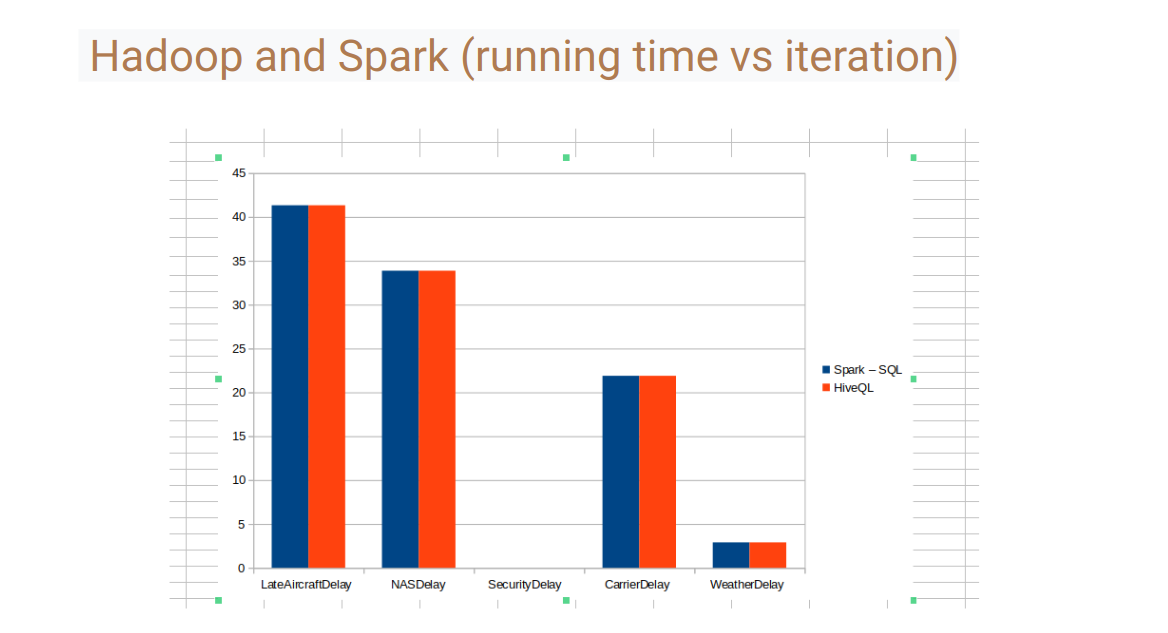 Hadoop and Spark (running time vs iteration)
45
40
35
30
25
20
15
10
5
0
LateAircraftDelay NASDelay SecurityDelay CarrierDelay WeatherDelay
Spark – SQL
HiveQL